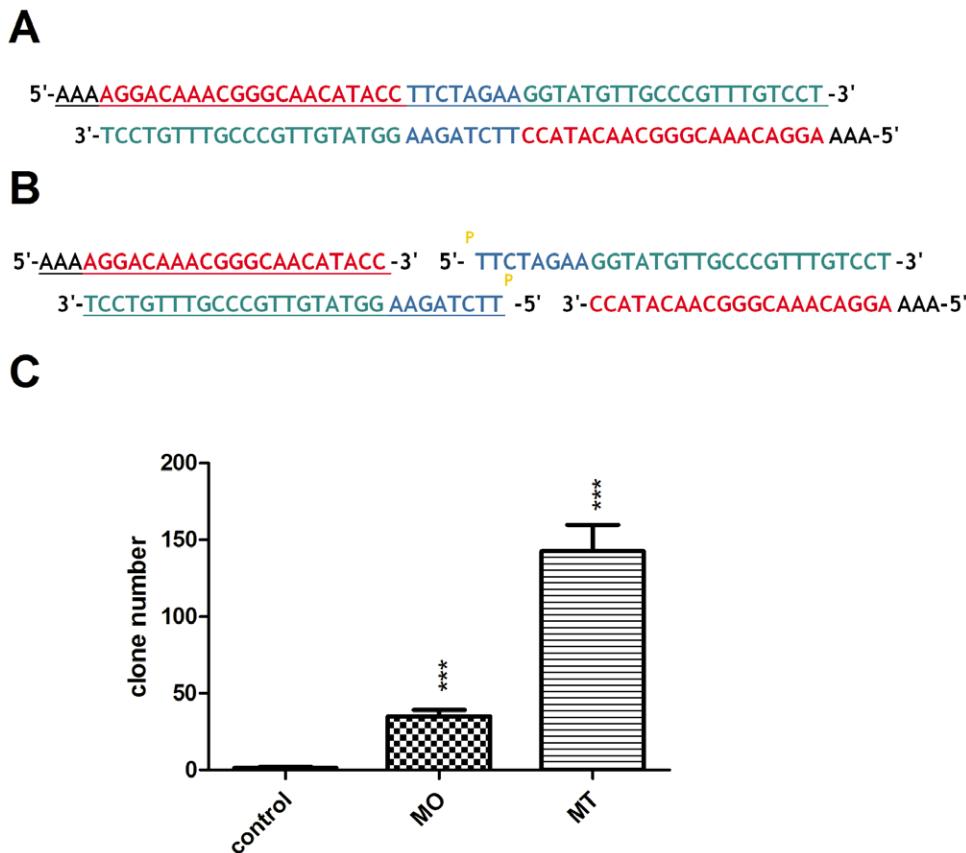 A
5'-AAAAGGACAAACGGGCAACATACC TTCTAGAAGGTATGTTGCCCGTTTGTCCT-3'
3'-TCCTGTTTGCCCGTTGTATGG AAGATCTTCCATACAACGGGCAAACAGGA AAA-5'
B
P
5'-AAAAGGACAAACGGGCAACATACC-3' 5'- TTCTAGAAGGTATGTTGCCCGTTTGTCCT-3'
P
3'-TCCTGTTTGCCCGTTGTATGG AAGATCTT -5' 3'-CCATACAACGGGCAAACAGGA AAA-5'
C
200
150
100
50
0
clone number
***
***
control
MO
MT